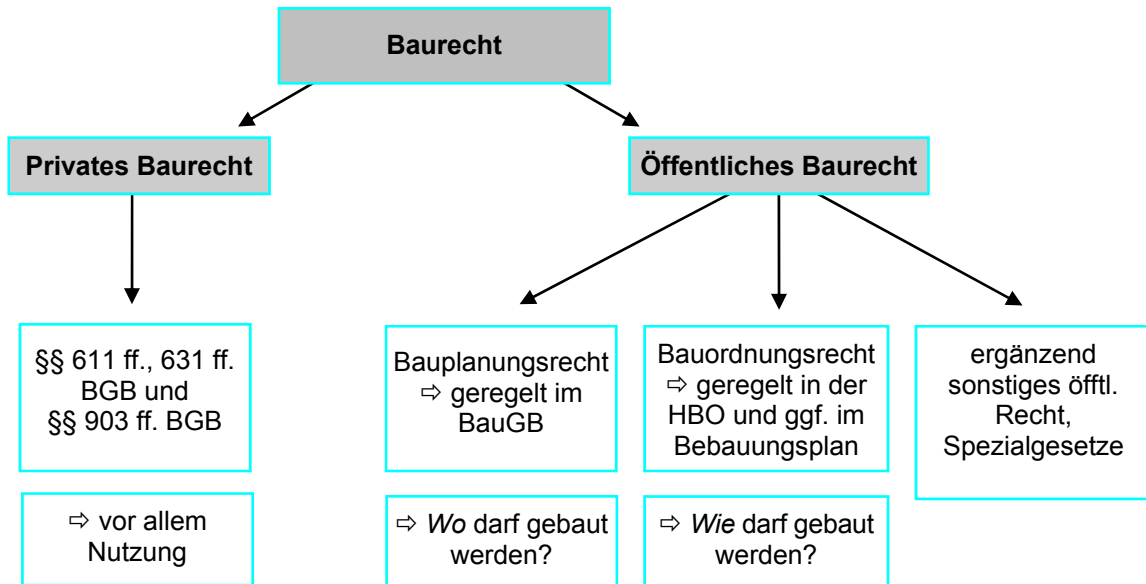 Baurecht
Privates Baurecht
Öffentliches Baurecht
§§ 611 ff., 631 ff.
BGB und
§§ 903 ff. BGB
⇨ vor allem
Nutzung
Bauplanungsrecht
⇨ geregelt im
BauGB
⇨ Wo darf gebaut
werden?
Bauordnungsrecht
⇨ geregelt in der
HBO und ggf. im
Bebauungsplan
⇨ Wie darf gebaut
werden?
ergänzend
sonstiges öfftl.
Recht,
Spezialgesetze